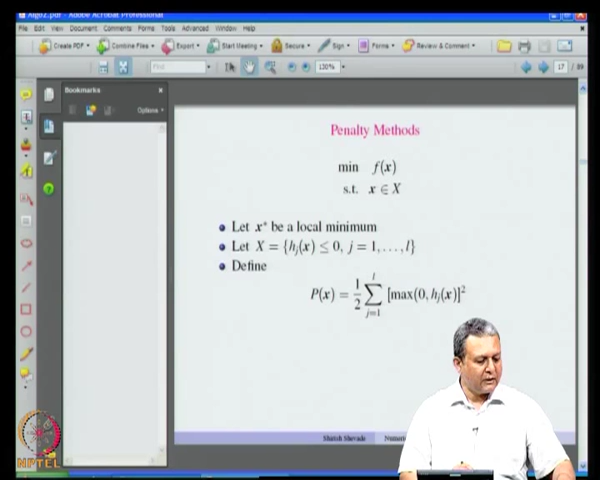 Algo2.pdf - Adobe Acrobat Professional
File Edit View Document Comments Forms Tools Advanced Window Help
Create PDF Combine Files Export Start Meeting Secure Sign Forms Review & Comment
Find 130% 17 / 89
Bookmarks
Options
Penalty Methods
min f(x)
s.t. x ∈ X
Let x* be a local minimum
Let X = {h_j(x) ≤ 0, j = 1, . . . , l}
Define
P(x) = 1/2 ∑_{j=1}^{l} [max(0, h_j(x)]^2
Shirish Shevade
NPTEL